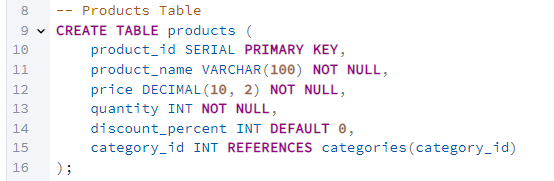 8 -- Products Table
9 CREATE TABLE products (
10 product_id SERIAL PRIMARY KEY,
11 product_name VARCHAR(100) NOT NULL,
12 price DECIMAL(10, 2) NOT NULL,
13 quantity INT NOT NULL,
14 discount_percent INT DEFAULT 0,
15 category_id INT REFERENCES categories(category_id)
16 );